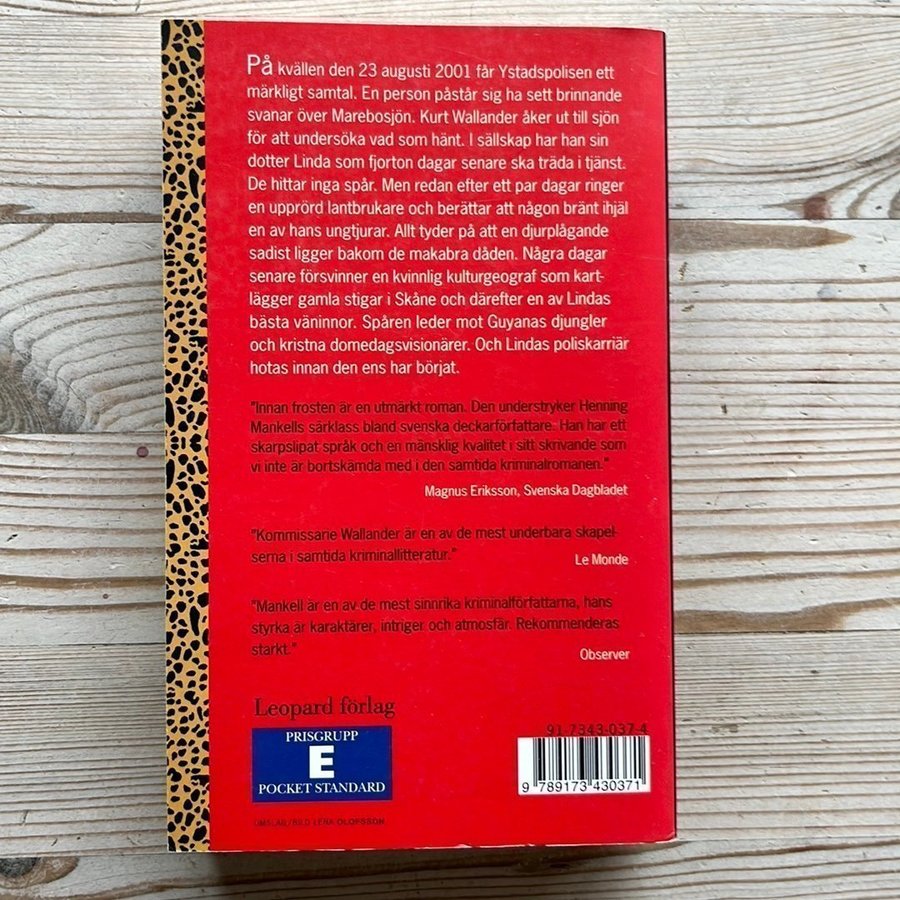 På kvällen den 23 augusti 2001 får Ystadspolisen ett
märkligt samtal. En person påstår sig ha sett brinnande
svanar över Marebosjön. Kurt Wallander åker ut till sjön
för att undersöka vad som hänt. I sällskap har han sin
dotter Linda som fjorton dagar senare ska träda i tjänst.
De hittar inga spår. Men redan efter ett par dagar ringer
en upprörd lantbrukare och berättar att någon bränt ihjäl
en av hans ungtjurar. Allt tyder på att en djurplågande
sadist ligger bakom de makabra dåden. Några dagar
senare försvinner en kvinnlig kulturgeograf som kart-
lägger gamla stigar i Skåne och därefter en av Lindas
bästa väninnor. Spåren leder mot Guyanas djungler
och kristna domedagsvisionärer. Och Lindas poliskarriär
hotas innan den ens har börjat.
"Innan frosten är en utmärkt roman. Den understryker Henning
Mankells särklass bland svenska deckarförfattare. Han har ett
skarpslipat språk och en mänsklig kvalitet i sitt skrivande som
vi inte är bortskämda med i den samtida kriminalromanen."
Magnus Eriksson, Svenska Dagbladet
"Kommissarie Wallander är en av de mest underbara skapel-
serna i samtida kriminallitteratur."
Le Monde
"Mankell är en av de mest sinnrika kriminalförfattarna, hans
styrka är karaktärer, intriger och atmosfär. Rekommenderas
starkt."
Observer
Leopard förlag
PRISGRUPP
E
POCKET STANDARD
91-7343-037-4
9 789173 430371
OMSLAG/BILD LENA OLOFSSON